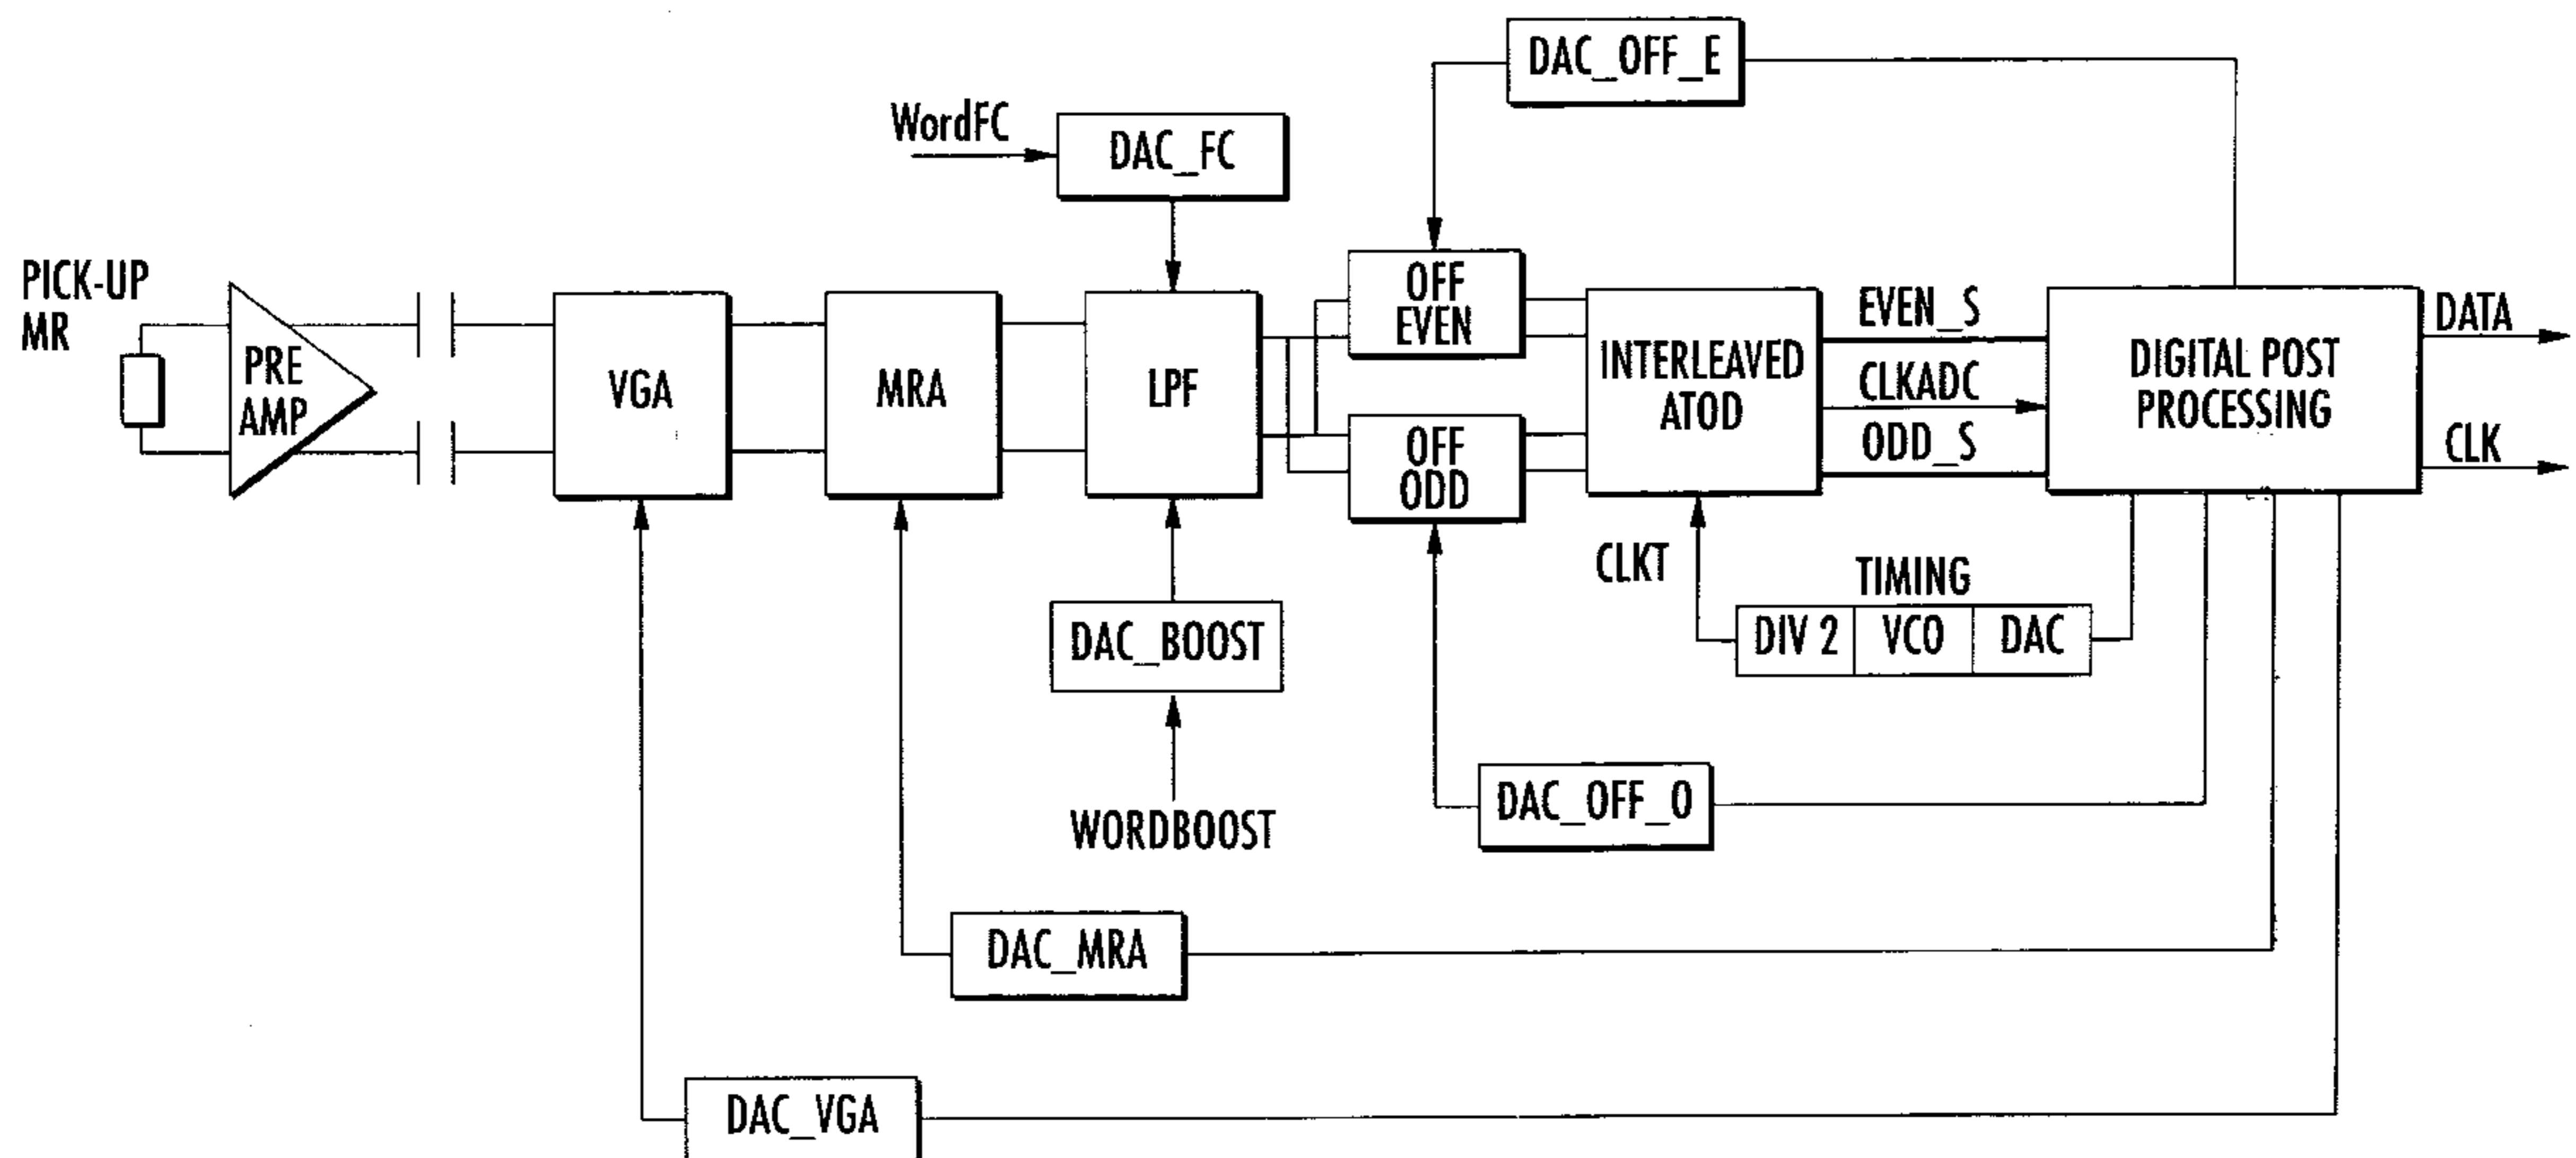 DAC_OFF_E
WordFC
DAC_FC
PICK-UP
MR
PRE
AMP
VGA
MRA
LPF
OFF
EVEN
OFF
ODD
INTERLEAVED
ATOD
EVEN_S
CLKADC
ODD_S
DIGITAL POST
PROCESSING
DATA
CLK
CLKT
TIMING
DIV 2
VCO
DAC
DAC_BOOST
WORDBOOST
DAC_OFF_O
DAC_MRA
DAC_VGA